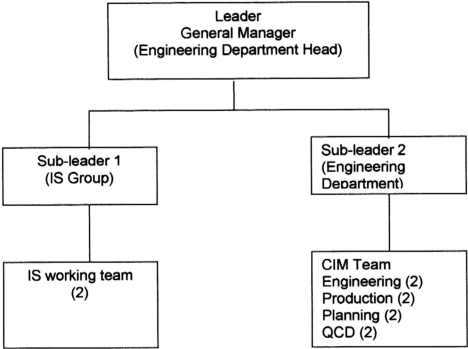 Leader
General Manager
(Engineering Department Head)
Sub-leader 1
(IS Group)
Sub-leader 2
(Engineering
Department)
IS working team
(2)
CIM Team
Engineering (2)
Production (2)
Planning (2)
QCD (2)